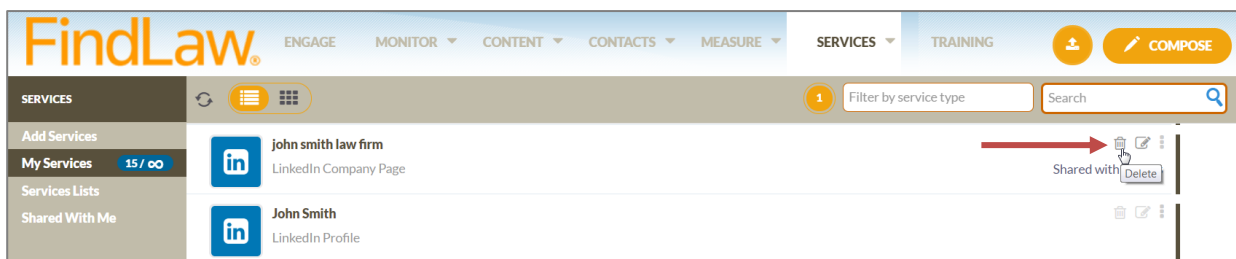 FindLaw®
ENGAGE MONITOR CONTENT CONTACTS MEASURE SERVICES TRAINING COMPOSE
SERVICES
1 Filter by service type Search
Add Services
My Services 15/∞
Services Lists
Shared With Me
in john smith law firm
LinkedIn Company Page
Shared with
Delete
in John Smith
LinkedIn Profile